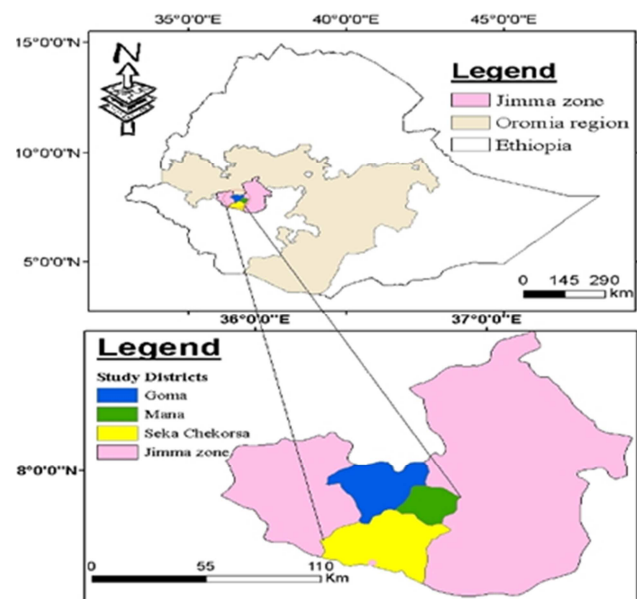 35°0'0"E 40°0'0"E 45°0'0"E
15°0'0"N
N
Legend
Jimma zone
Oromia region
Ethiopia
10°0'0"N
5°0'0"N
0 145 290
km
36°0'0"E 37°0'0"E
Legend
Study Districts
Goma
Mana
Seka Chekorsa
Jimma zone
8°0'0"N
0 55 110
Km